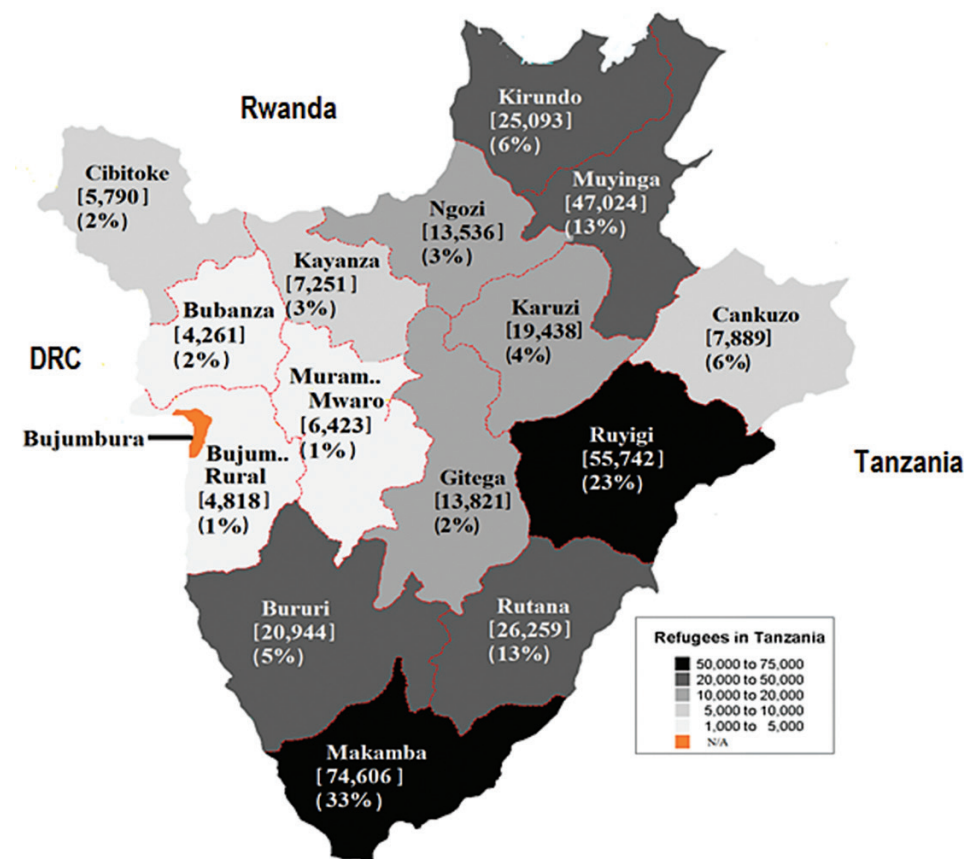 Rwanda
Kirundo
[25,093]
(6%)
Cibitoke
[5,790]
(2%)
Muyinga
[47,024]
(13%)
Ngozi
[13,536]
(3%)
Kayanza
[7,251]
(3%)
Bubanza
[4,261]
(2%)
Karuzi
[19,438]
(4%)
Cankuzo
[7,889]
(6%)
DRC
Muram..
Mwaro
[6,423]
(1%)
Bujumbura
Bujum..
Rural
[4,818]
(1%)
Ruyigi
[55,742]
(23%)
Tanzania
Gitega
[13,821]
(2%)
Bururi
[20,944]
(5%)
Rutana
[26,259]
(13%)
Makamba
[74,606]
(33%)
Refugees in Tanzania
50,000 to 75,000
20,000 to 50,000
10,000 to 20,000
5,000 to 10,000
1,000 to 5,000
N/A